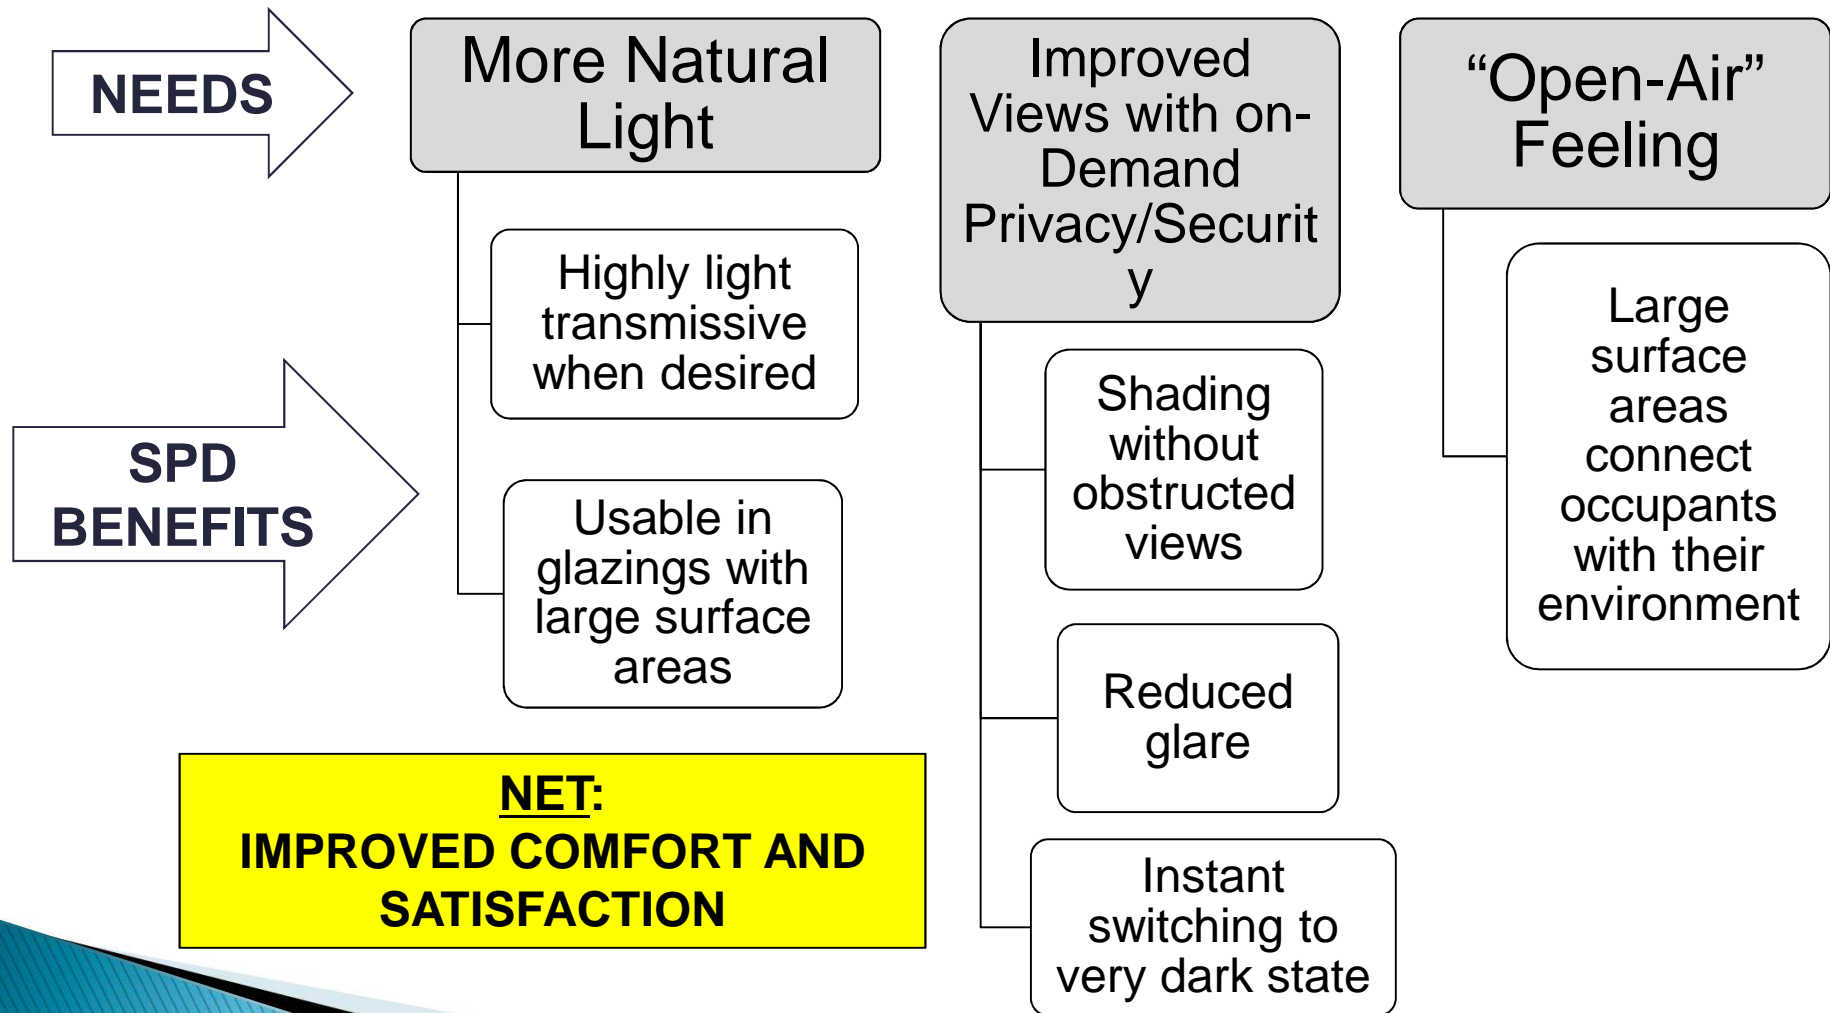 NEEDS
More Natural
Light
Improved
Views with on-
Demand
Privacy/Securit
y
“Open-Air”
Feeling
SPD
BENEFITS
Highly light
transmissive
when desired
Usable in
glazings with
large surface
areas
Shading
without
obstructed
views
Reduced
glare
Instant
switching to
very dark state
Large
surface
areas
connect
occupants
with their
environment
NET:
IMPROVED COMFORT AND
SATISFACTION